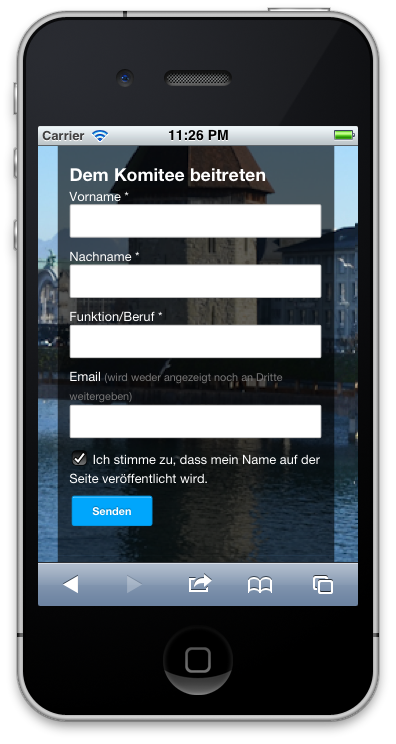 Carrier 11:26 PM
Dem Komitee beitreten
Vorname *
Nachname *
Funktion/Beruf *
Email (wird weder angezeigt noch an Dritte
weitergeben)
Ich stimme zu, dass mein Name auf der
Seite veröffentlicht wird.
Senden